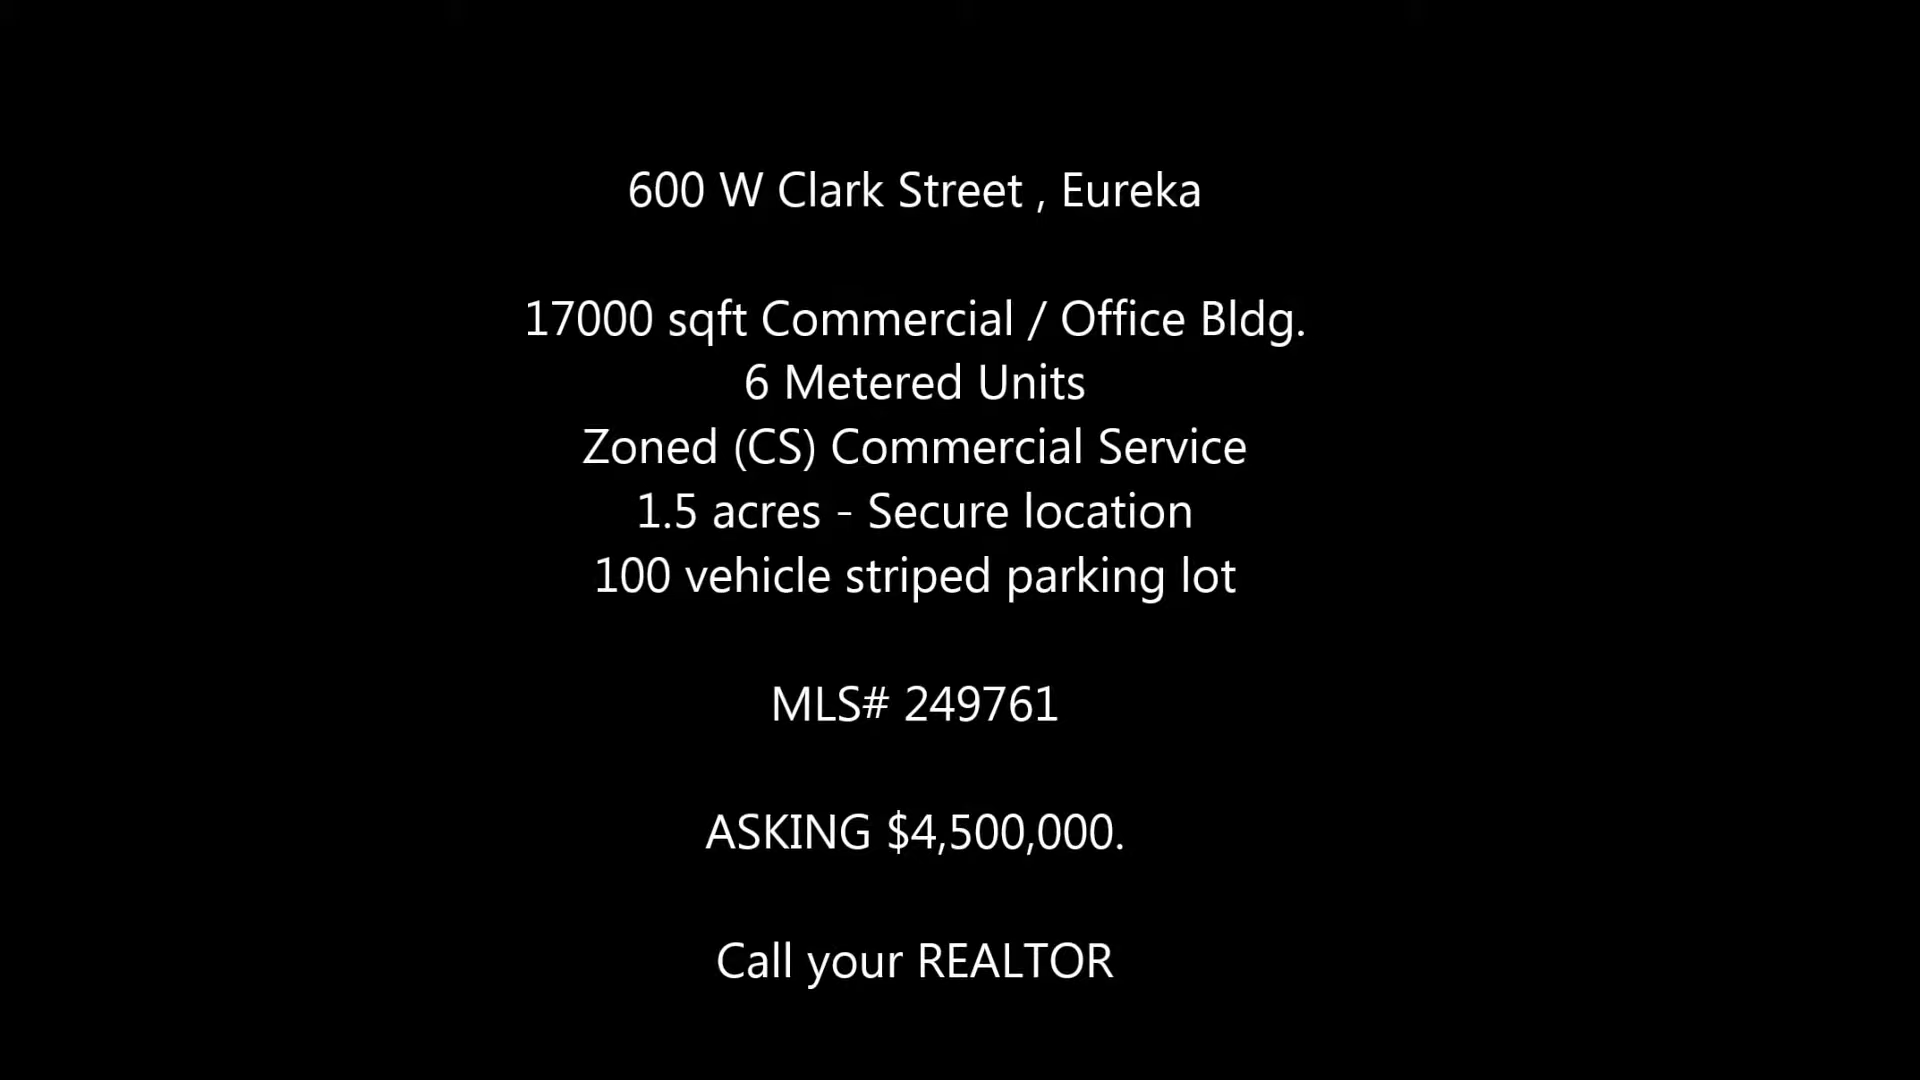 600 W Clark Street , Eureka
17000 sqft Commercial / Office Bldg.
6 Metered Units
Zoned (CS) Commercial Service
1.5 acres - Secure location
100 vehicle striped parking lot
MLS# 249761
ASKING $4,500,000.
Call your REALTOR